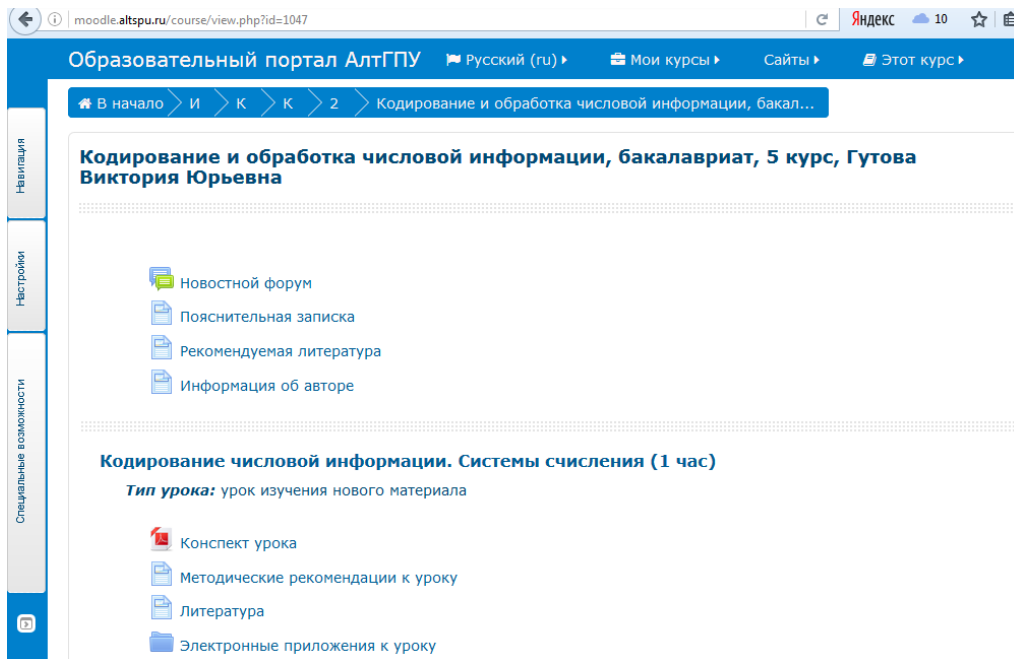 moodle.altspu.ru/course/view.php?id=1047
Яндекс 10
Образовательный портал АлтГПУ Русский (ru) Мои курсы Сайты Этот курс
В начало И К К 2 Кодирование и обработка числовой информации, бакал...
Навигация
Настройки
Специальные возможности
Кодирование и обработка числовой информации, бакалавриат, 5 курс, Гутова
Виктория Юрьевна
Новостной форум
Пояснительная записка
Рекомендуемая литература
Информация об авторе
Кодирование числовой информации. Системы счисления (1 час)
Тип урока: урок изучения нового материала
Конспект урока
Методические рекомендации к уроку
Литература
Электронные приложения к уроку